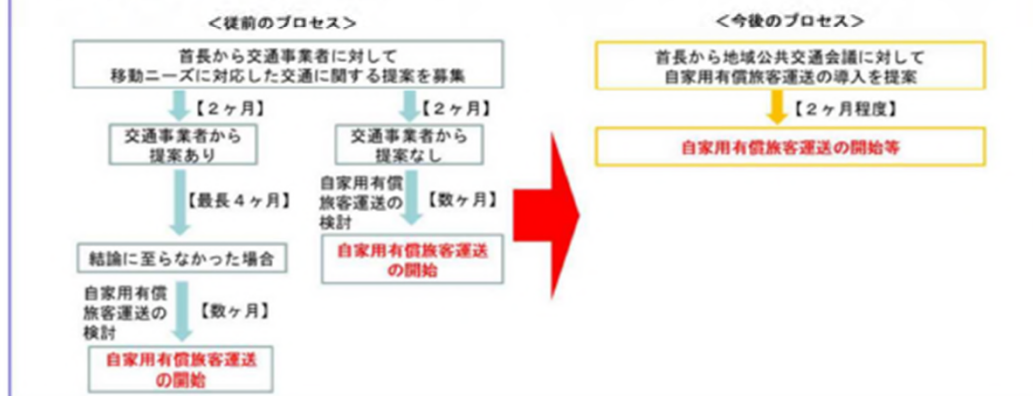 ＜従前のプロセス＞
首長から交通事業者に対して
移動ニーズに対応した交通に関する提案を募集
【２ヶ月】
交通事業者から
提案あり
【最長４ヶ月】
結論に至らなかった場合
自家用有償
旅客運送の
検討
【数ヶ月】
自家用有償旅客運送
の開始
【２ヶ月】
交通事業者から
提案なし
自家用有償
旅客運送の
検討
【数ヶ月】
自家用有償旅客運送
の開始
＜今後のプロセス＞
首長から地域公共交通会議に対して
自家用有償旅客運送の導入を提案
【２ヶ月程度】
自家用有償旅客運送の開始等